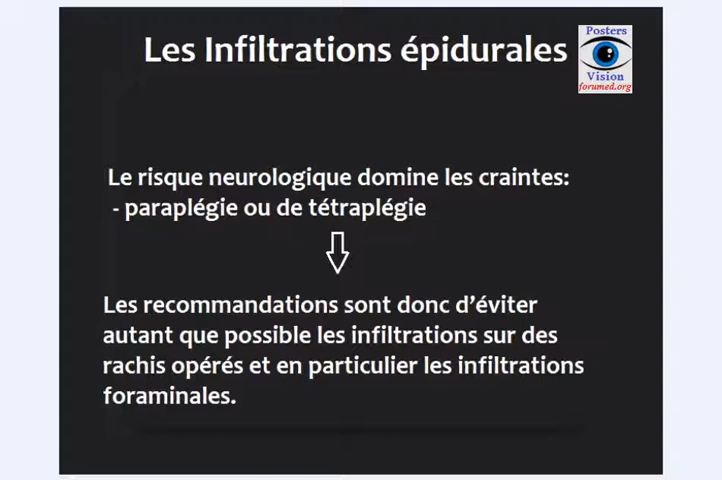 Les Infiltrations épidurales
Posters
Vision
forumed.org
Le risque neurologique domine les craintes:
- paraplégie ou de tétraplégie
Les recommandations sont donc d'éviter
autant que possible les infiltrations sur des
rachis opérés et en particulier les infiltrations
foraminales.